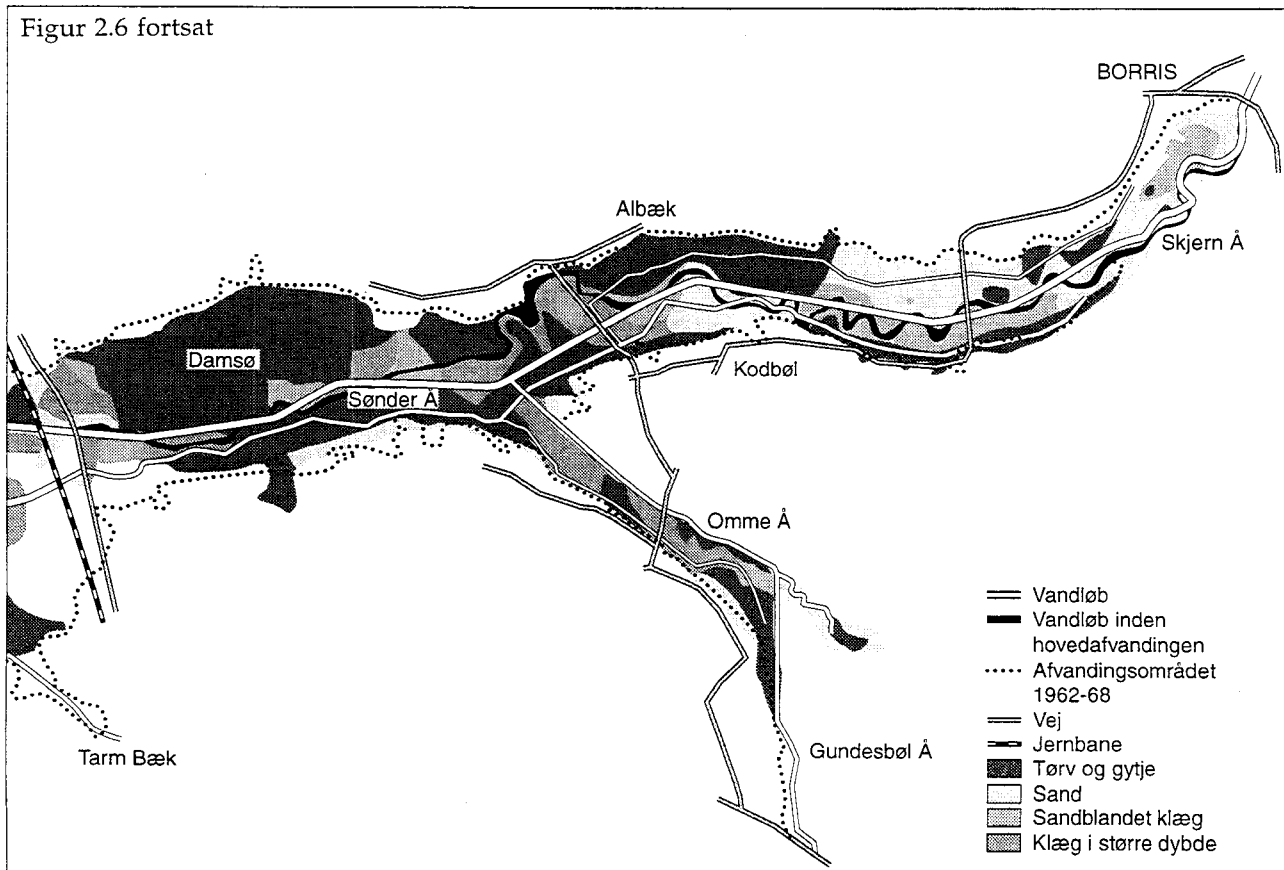 Figur 2.6 fortsat
BORRIS
Albæk
Skjern Å
Damsø
Kodbøl
Sønder Å
Omme Å
Gundesbøl Å
Tarm Bæk
Vandløb
Vandløb inden
hovedafvandingen
Afvandingsområdet
1962-68
Vej
Jernbane
Tørv og gytje
Sand
Sandblandet klæg
Klæg i større dybde